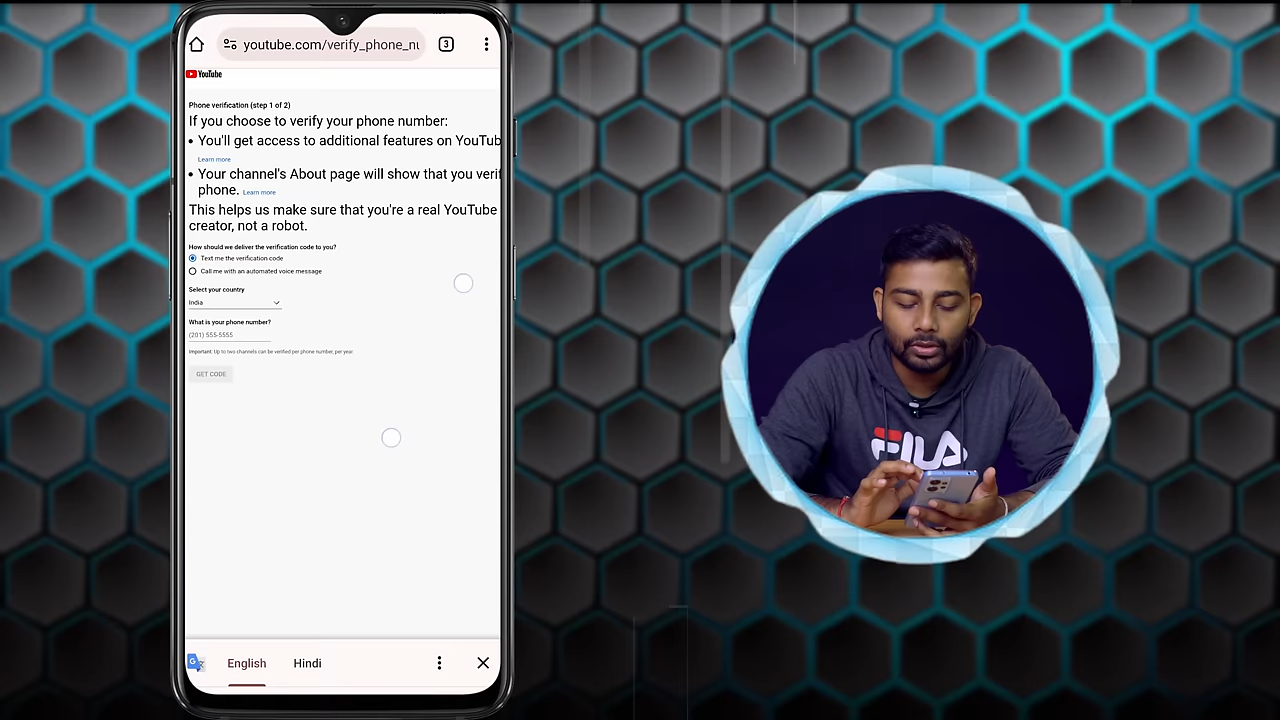 3
youtube.com/verify_phone_nu
YouTube
Phone verification (step 1 of 2)
If you choose to verify your phone number:
• You'll get access to additional features on YouTub
Learn more
• Your channel's About page will show that you verif
phone. Learn more
This helps us make sure that you're a real YouTube
creator, not a robot.
How should we deliver the verification code to you?
Text me the verification code
Call me with an automated voice message
Select your country
India
What is your phone number?
(201) 555-5555
Important: Up to two channels can be verified per phone number, per year.
GET CODE
English Hindi
FILA